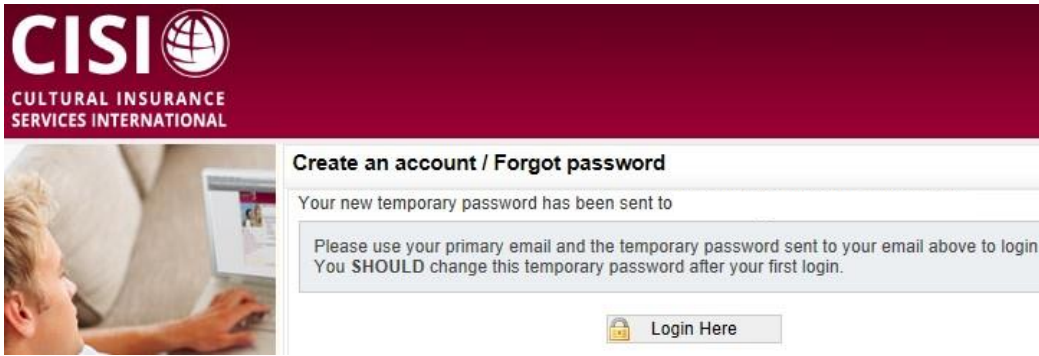 CISI
CULTURAL INSURANCE
SERVICES INTERNATIONAL
Create an account / Forgot password
Your new temporary password has been sent to
Please use your primary email and the temporary password sent to your email above to login
You SHOULD change this temporary password after your first login.
Login Here